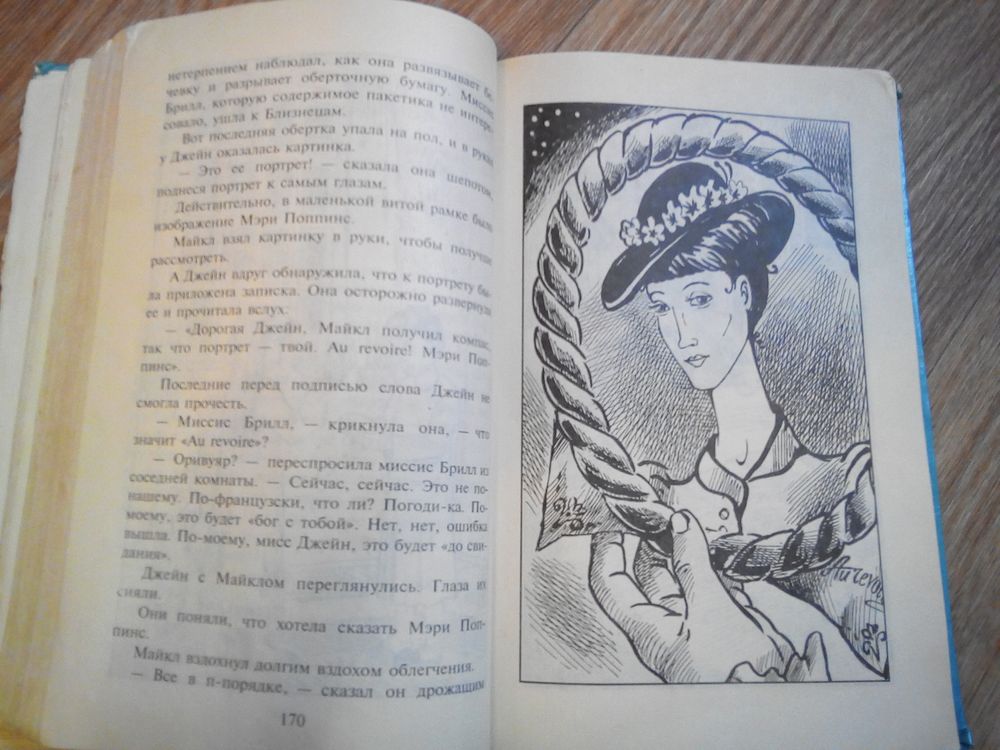 нетерпением наблюдал, как она развязывает бе-
чевку и разрывает оберточную бумагу. Миссис
Брилл, которую содержимое пакетика не интере-
совало, ушла к Близнецам.
Вот последняя обертка упала на пол, и в руках
у Джейн оказалась картинка.
— Это ее портрет! — сказала она шепотом,
поднеся портрет к самым глазам.
Действительно, в маленькой витой рамке было
изображение Мэри Поппинс.
Майкл взял картинку в руки, чтобы получше
рассмотреть.
А Джейн вдруг обнаружила, что к портрету бы-
ла приложена записка. Она осторожно развернула
ее и прочитала вслух:
— «Дорогая Джейн, Майкл получил компас,
так что портрет — твой. Au revoire! Мэри Поп-
пинс».
Последние перед подписью слова Джейн не
смогла прочесть.
— Миссис Брилл, — крикнула она, — что
значит «Au revoire»?
— Оривуяр? — переспросила миссис Брилл из
соседней комнаты. — Сейчас, сейчас. Это не по-
нашему. По-французски, что ли? Погоди-ка. По-
моему, это будет «бог с тобой». Нет, нет, ошибка
вышла. По-моему, мисс Джейн, это будет «до сви-
дания».
Джейн с Майклом переглянулись. Глаза их
сияли.
Они поняли, что хотела сказать Мэри Поп-
пинс.
Майкл вздохнул долгим вздохом облегчения.
— Все в п-порядке, — сказал он дрожащим
170
Au revoi